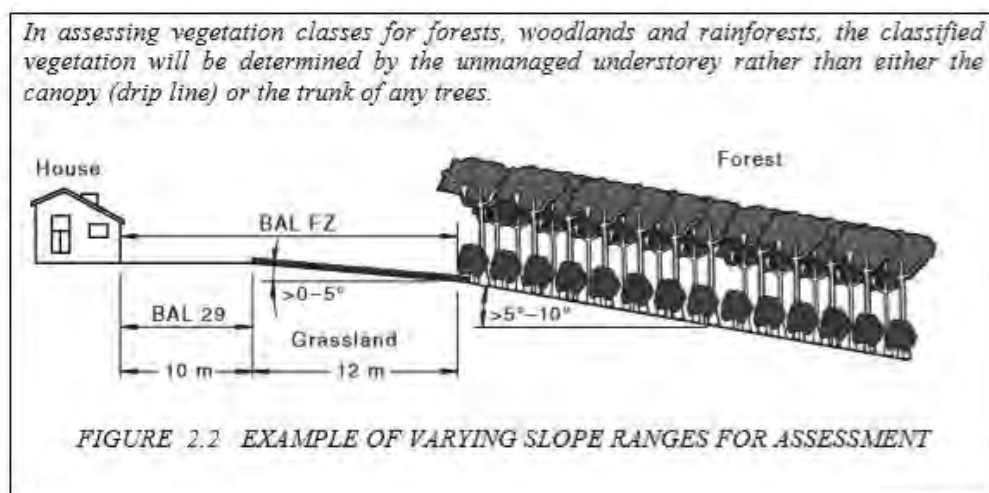 In assessing vegetation classes for forests, woodlands and rainforests, the classified
vegetation will be determined by the unmanaged understorey rather than either the
canopy (drip line) or the trunk of any trees.
House
Forest
BAL FZ
>0–5°
BAL 29
>5°–10°
Grassland
10 m
12 m
FIGURE 2.2 EXAMPLE OF VARYING SLOPE RANGES FOR ASSESSMENT